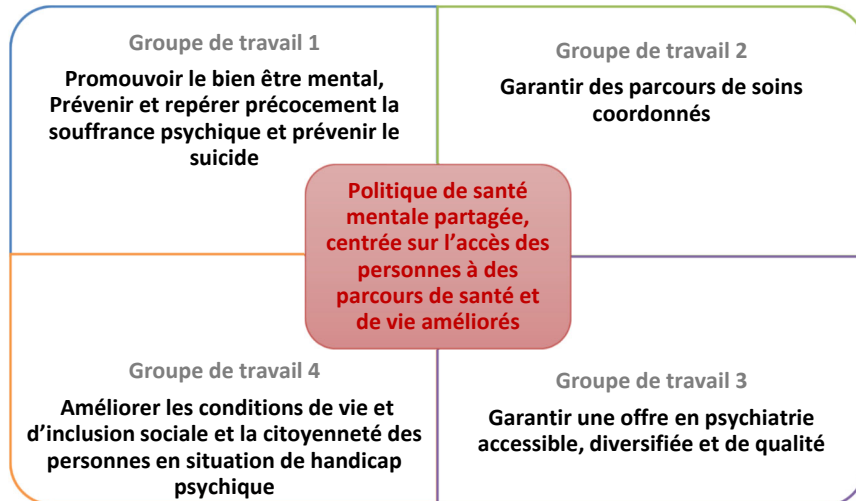 Groupe de travail 1
Promouvoir le bien être mental,
Prévenir et repérer précocement la
souffrance psychique et prévenir le
suicide
Groupe de travail 2
Garantir des parcours de soins
coordonnés
Politique de santé
mentale partagée,
centrée sur l’accès des
personnes à des
parcours de santé et
de vie améliorés
Groupe de travail 4
Améliorer les conditions de vie et
d’inclusion sociale et la citoyenneté des
personnes en situation de handicap
psychique
Groupe de travail 3
Garantir une offre en psychiatrie
accessible, diversifiée et de qualité